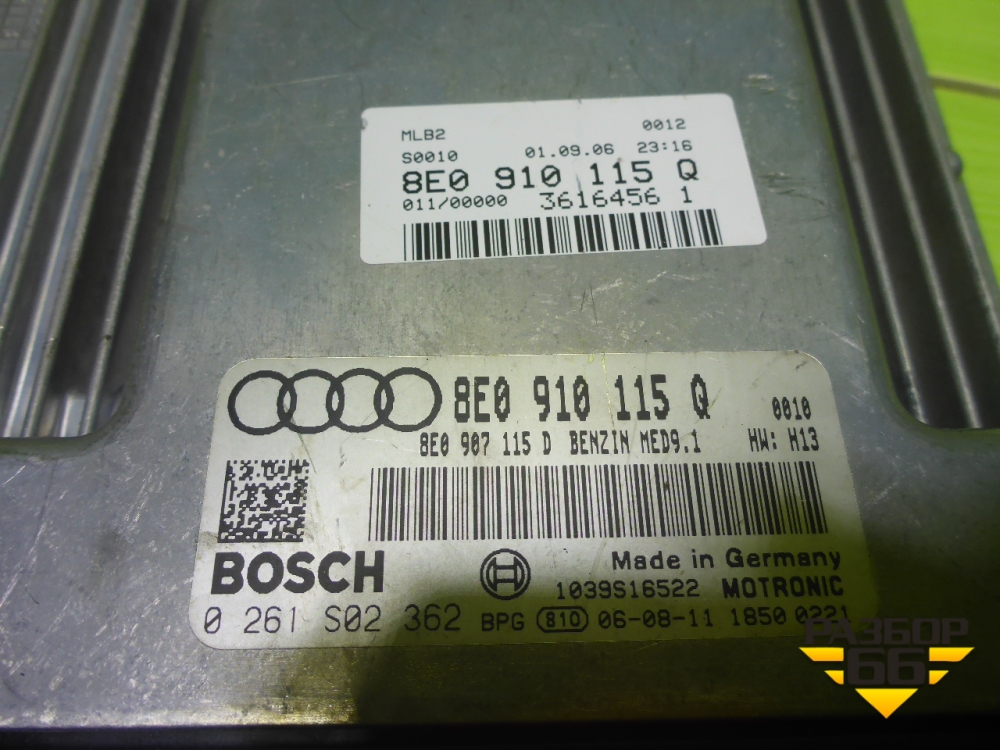 MLB2 0012
S0010 01.09.06 23:16
8E0 910 115 Q
011/00000 3616456 1
8E0 910 115 Q 0010
8E0 907 115 D BENZIN MED9.1 HW: H13
BOSCH
Made in Germany
1039S16522 MOTRONIC
0 261 S02 362 BPG 810 06-08-11 1850 0221
РАЗБОР
66